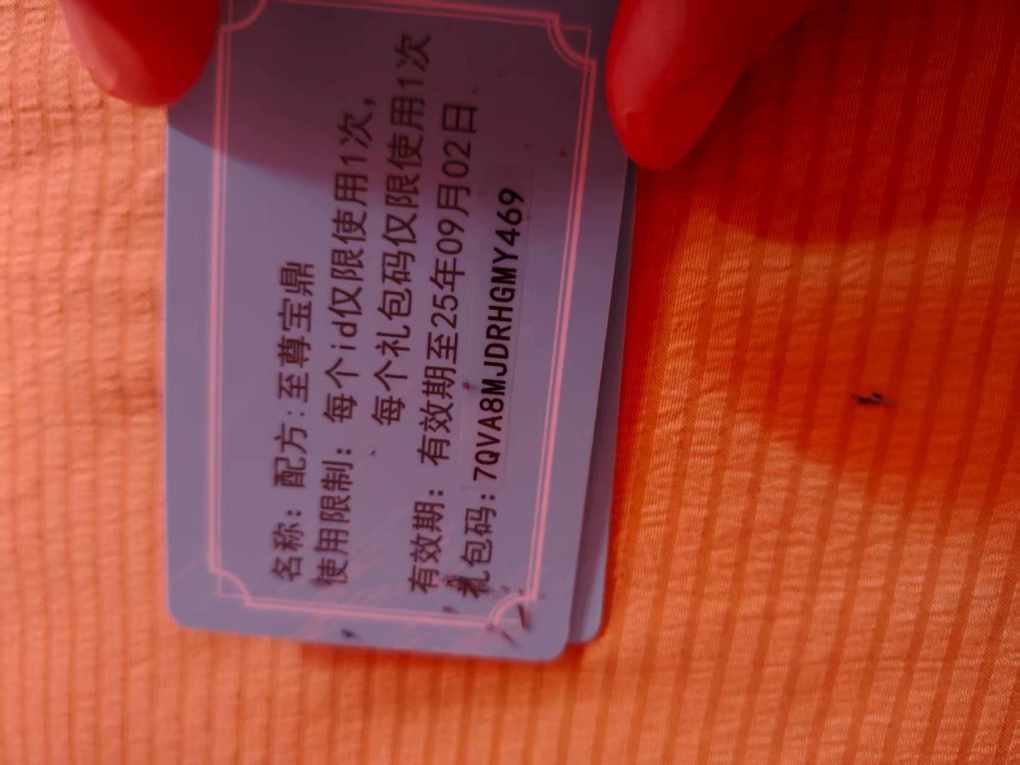 名称：配方：至尊宝鼎
使用限制：每个id仅限使用1次，
每个礼包码仅限使用1次
有效期：有效期至25年09月02日
礼包码：7QVA8MJDRHGMY469